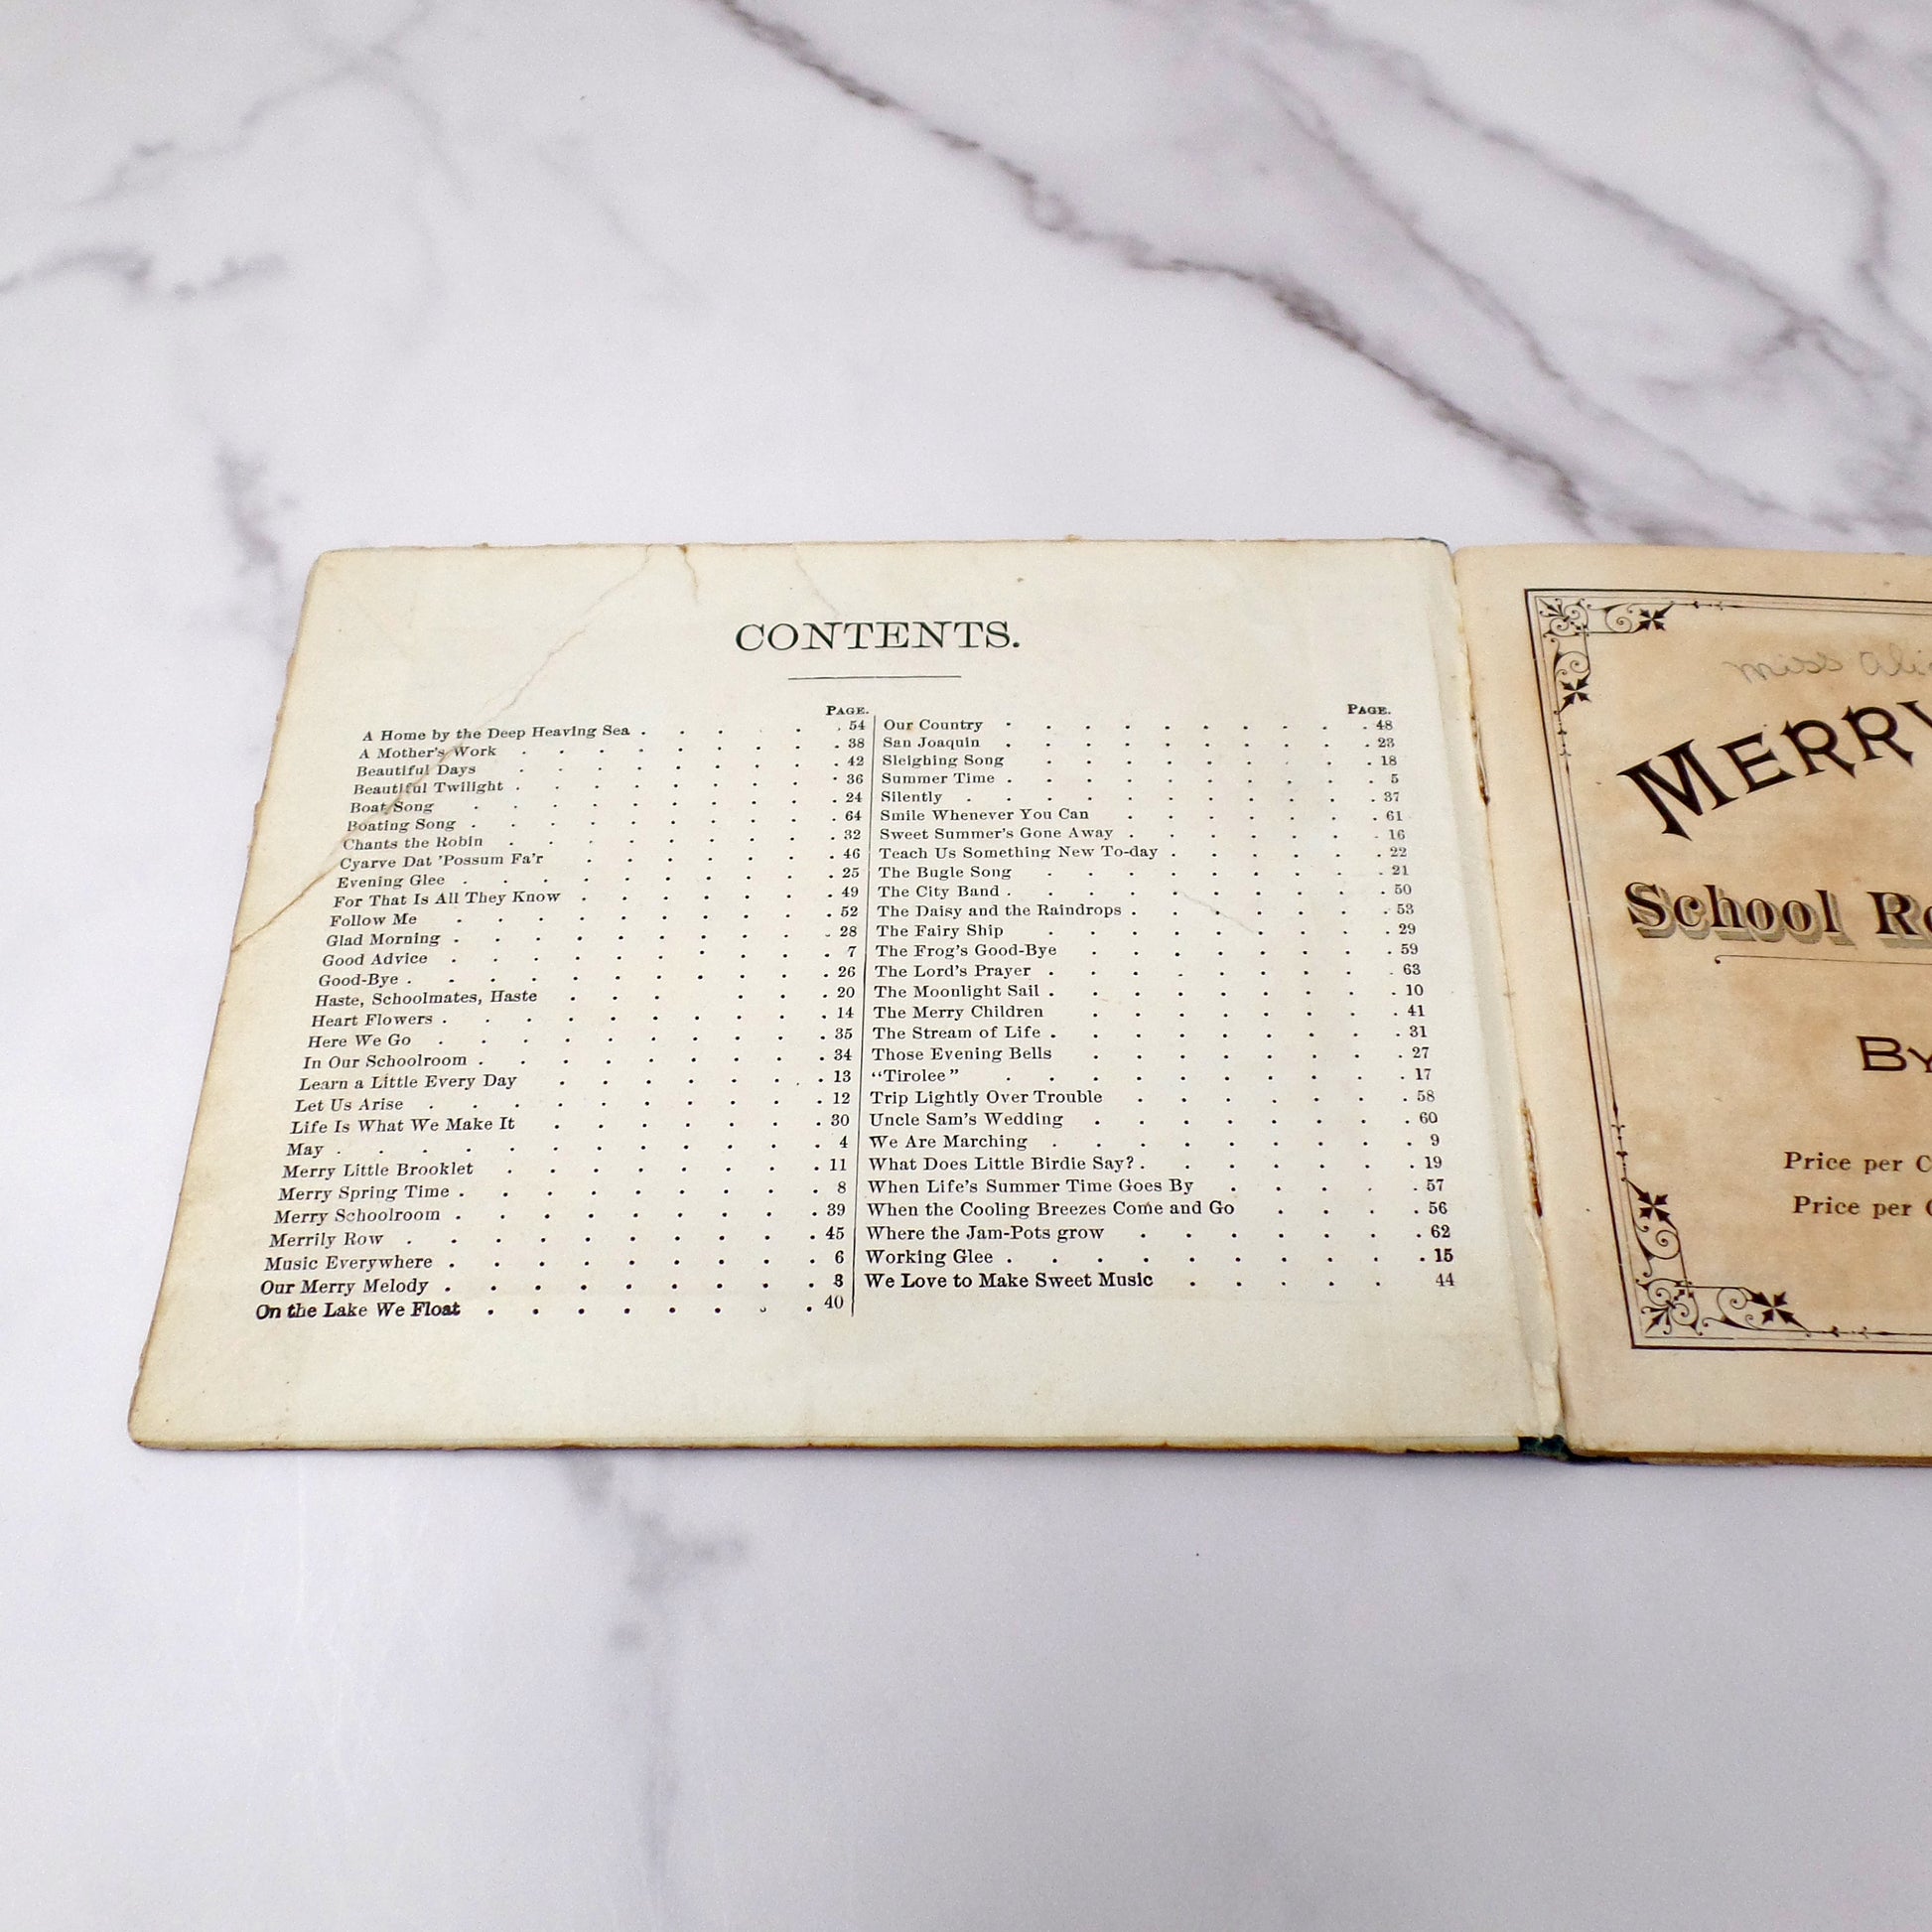 CONTENTS.
PAGE.
A Home by the Deep Heaving Sea . . . . 54
A Mother's Work . . . . . . . . 38
Beautiful Days . . . . . . . . 42
Beautiful Twilight . . . . . . . . 36
Boat Song . . . . . . . . . 24
Boating Song . . . . . . . . . 64
Chants the Robin . . . . . . . . 32
Cyarve Dat 'Possum Fa'r . . . . . . 46
Evening Glee . . . . . . . . . 25
For That Is All They Know . . . . . . . 49
Follow Me . . . . . . . . . 52
Glad Morning . . . . . . . . . 28
Good Advice . . . . . . . . . 7
Good-Bye . . . . . . . . . . 26
Haste, Schoolmates, Haste . . . . . . 20
Heart Flowers . . . . . . . . . 14
Here We Go . . . . . . . . . 35
In Our Schoolroom . . . . . . . . 34
Learn a Little Every Day . . . . . . . 13
Let Us Arise . . . . . . . . . 12
Life Is What We Make It . . . . . . . 30
May . . . . . . . . . . . 4
Merry Little Brooklet . . . . . . . . 11
Merry Spring Time . . . . . . . . . 8
Merry Schoolroom . . . . . . . . . 39
Merrily Row . . . . . . . . . . 45
Music Everywhere . . . . . . . . . 6
Our Merry Melody . . . . . . . . . 3
On the Lake We Float . . . . . . . . 40
PAGE.
Our Country . . . . . . . . . 48
San Joaquin . . . . . . . . . 23
Sleighing Song . . . . . . . . 18
Summer Time . . . . . . . . . 5
Silently . . . . . . . . . . 37
Smile Whenever You Can . . . . . . 61
Sweet Summer's Gone Away . . . . . . 16
Teach Us Something New To-day . . . . . . 22
The Bugle Song . . . . . . . . 21
The City Band . . . . . . . . . 50
The Daisy and the Raindrops . . . . . . 53
The Fairy Ship . . . . . . . . 29
The Frog's Good-Bye . . . . . . . 59
The Lord's Prayer . . . . . . . . 63
The Moonlight Sail . . . . . . . . 10
The Merry Children . . . . . . . 41
The Stream of Life . . . . . . . . 31
Those Evening Bells . . . . . . . 27
"Tirolee" . . . . . . . . . 17
Trip Lightly Over Trouble . . . . . . 58
Uncle Sam's Wedding . . . . . . . 60
We Are Marching . . . . . . . . 9
What Does Little Birdie Say? . . . . . . 19
When Life's Summer Time Goes By . . . . . 57
When the Cooling Breezes Come and Go . . . . 56
Where the Jam-Pots grow . . . . . . 62
Working Glee . . . . . . . . . 15
We Love to Make Sweet Music . . . . . 44
miss
MERRY
School
BY
Price per
Price per